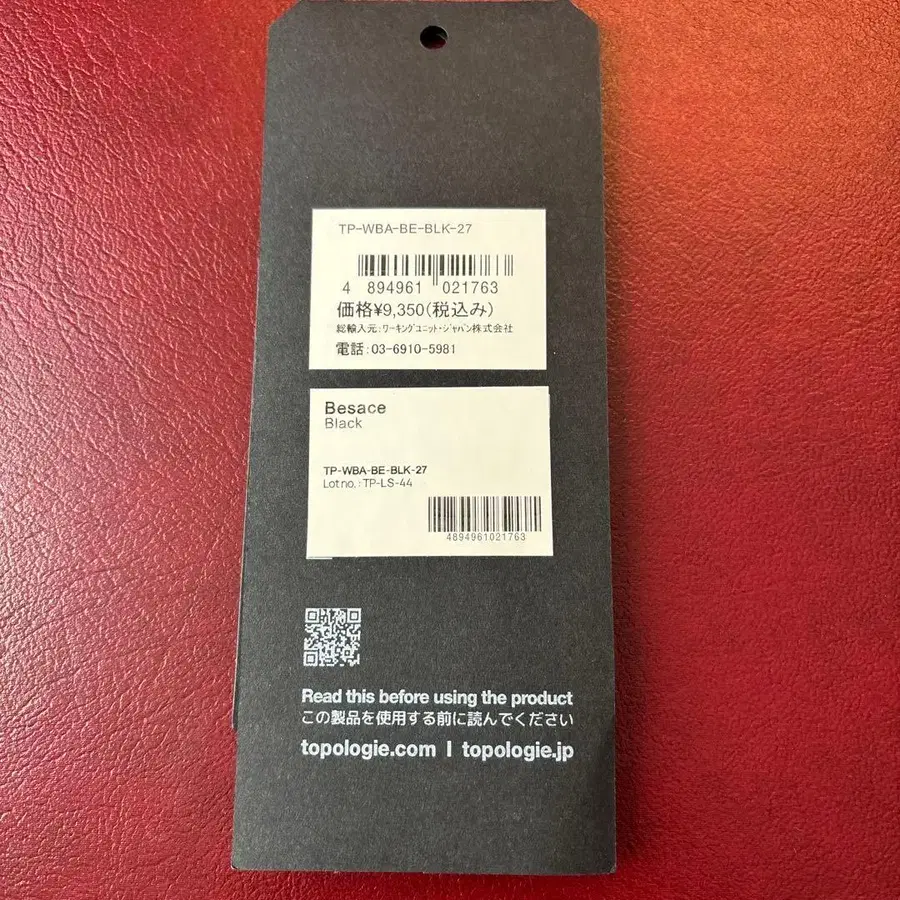 TP-WBA-BE-BLK-27
4 894961 021763
価格¥9,350(税込み)
総輸入元:ﾜｰｷﾝｸﾞﾕﾆｯﾄ・ｼﾞｬﾊﾟﾝ株式会社
電話:03-6910-5981
Besace
Black
TP-WBA-BE-BLK-27
Lot no.: TP-LS-44
4894961021763
Read this before using the product
この製品を使用する前に読んでください
topologie.com | topologie.jp